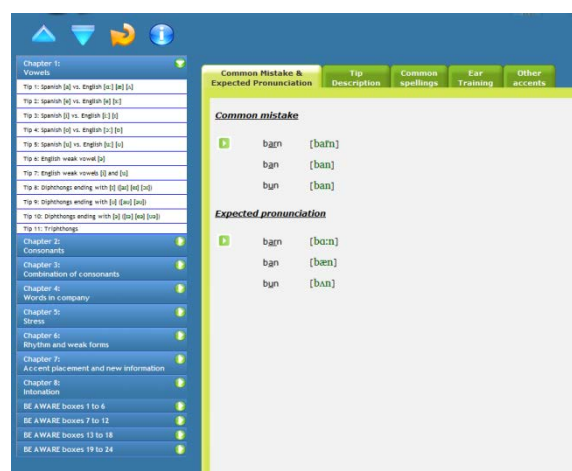 Chapter 1:
Vowels
Tip 1: Spanish [a] vs. English [ɑ:] [æ] [ʌ]
Tip 2: Spanish [e] vs. English [e] [ɜ:]
Tip 3: Spanish [i] vs. English [i:] [ɪ]
Tip 4: Spanish [o] vs. English [ɔ:] [ɒ]
Tip 5: Spanish [u] vs. English [u:] [ʊ]
Tip 6: English weak vowel [ə]
Tip 7: English weak vowels [i] and [u]
Tip 8: Diphthongs ending with [ɪ] ([aɪ] [eɪ] [ɔɪ])
Tip 9: Diphthongs ending with [ʊ] ([aʊ] [əʊ])
Tip 10: Diphthongs ending with [ə] ([ɪə] [eə] [ʊə])
Tip 11: Triphthongs
Chapter 2:
Consonants
Chapter 3:
Combination of consonants
Chapter 4:
Words in company
Chapter 5:
Stress
Chapter 6:
Rhythm and weak forms
Chapter 7:
Accent placement and new information
Chapter 8:
Intonation
BE AWARE boxes 1 to 6
BE AWARE boxes 7 to 12
BE AWARE boxes 13 to 18
BE AWARE boxes 19 to 24
Common Mistake &
Expected Pronunciation
Tip
Description
Common
spellings
Ear
Training
Other
accents
Common mistake
barn [barn]
ban [ban]
bun [ban]
Expected pronunciation
barn [bɑ:n]
ban [bæn]
bun [bʌn]